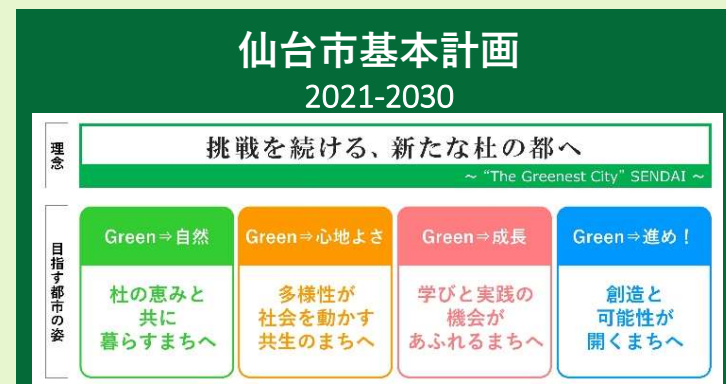 仙台市基本計画
2021-2030
理念
挑戦を続ける、新たな杜の都へ
～ “The Greenest City” SENDAI ～
目指す都市の姿
Green⇒自然
杜の恵みと
共に
暮らすまちへ
Green⇒心地よさ
多様性が
社会を動かす
共生のまちへ
Green⇒成長
学びと実践の
機会が
あふれるまちへ
Green⇒進め！
創造と
可能性が
開くまちへ